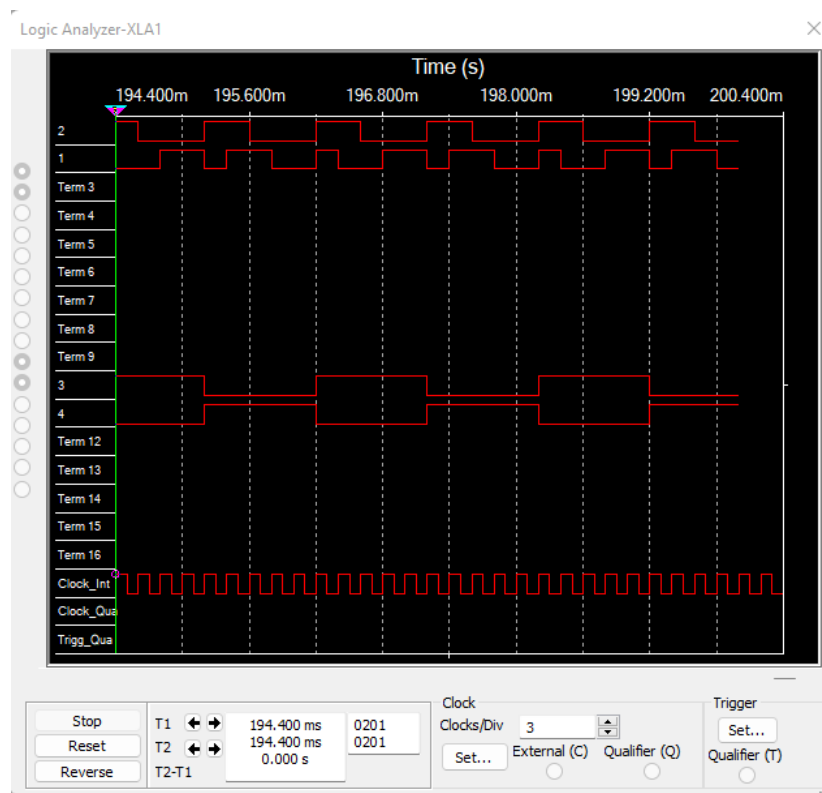 Logic Analyzer-XLA1
Time (s)
194.400m 195.600m 196.800m 198.000m 199.200m 200.400m
2
1
Term 3
Term 4
Term 5
Term 6
Term 7
Term 8
Term 9
3
4
Term 12
Term 13
Term 14
Term 15
Term 16
Clock_Int
Clock_Qua
Trigg_Qua
Stop
Reset
Reverse
T1 194.400 ms 0201
T2 194.400 ms 0201
T2-T1 0.000 s
Clock
Clocks/Div 3
Set... External (C) Qualifier (Q)
Trigger
Set...
Qualifier (T)